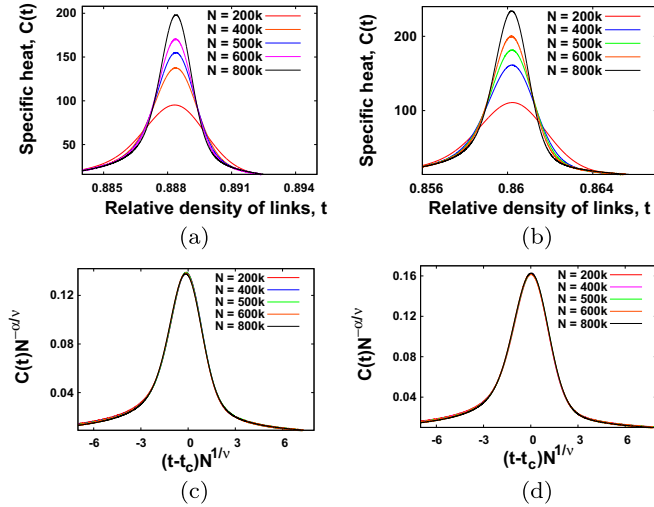 Specific heat, C(t)
200
150
100
50
N = 200k
N = 400k
N = 500k
N = 600k
N = 800k
0.885 0.888 0.891 0.894
Relative density of links, t
(a)
Specific heat, C(t)
200
100
N = 200k
N = 400k
N = 500k
N = 600k
N = 800k
0.856 0.86 0.864
Relative density of links, t
(b)
C(t)N^{-α/ν}
0.12
0.08
0.04
N = 200k
N = 400k
N = 500k
N = 600k
N = 800k
-6 -3 0 3 6
(t-t_c)N^{1/ν}
(c)
C(t)N^{-α/ν}
0.16
0.12
0.08
0.04
N = 200k
N = 400k
N = 500k
N = 600k
N = 800k
-6 -3 0 3 6
(t-t_c)N^{1/ν}
(d)